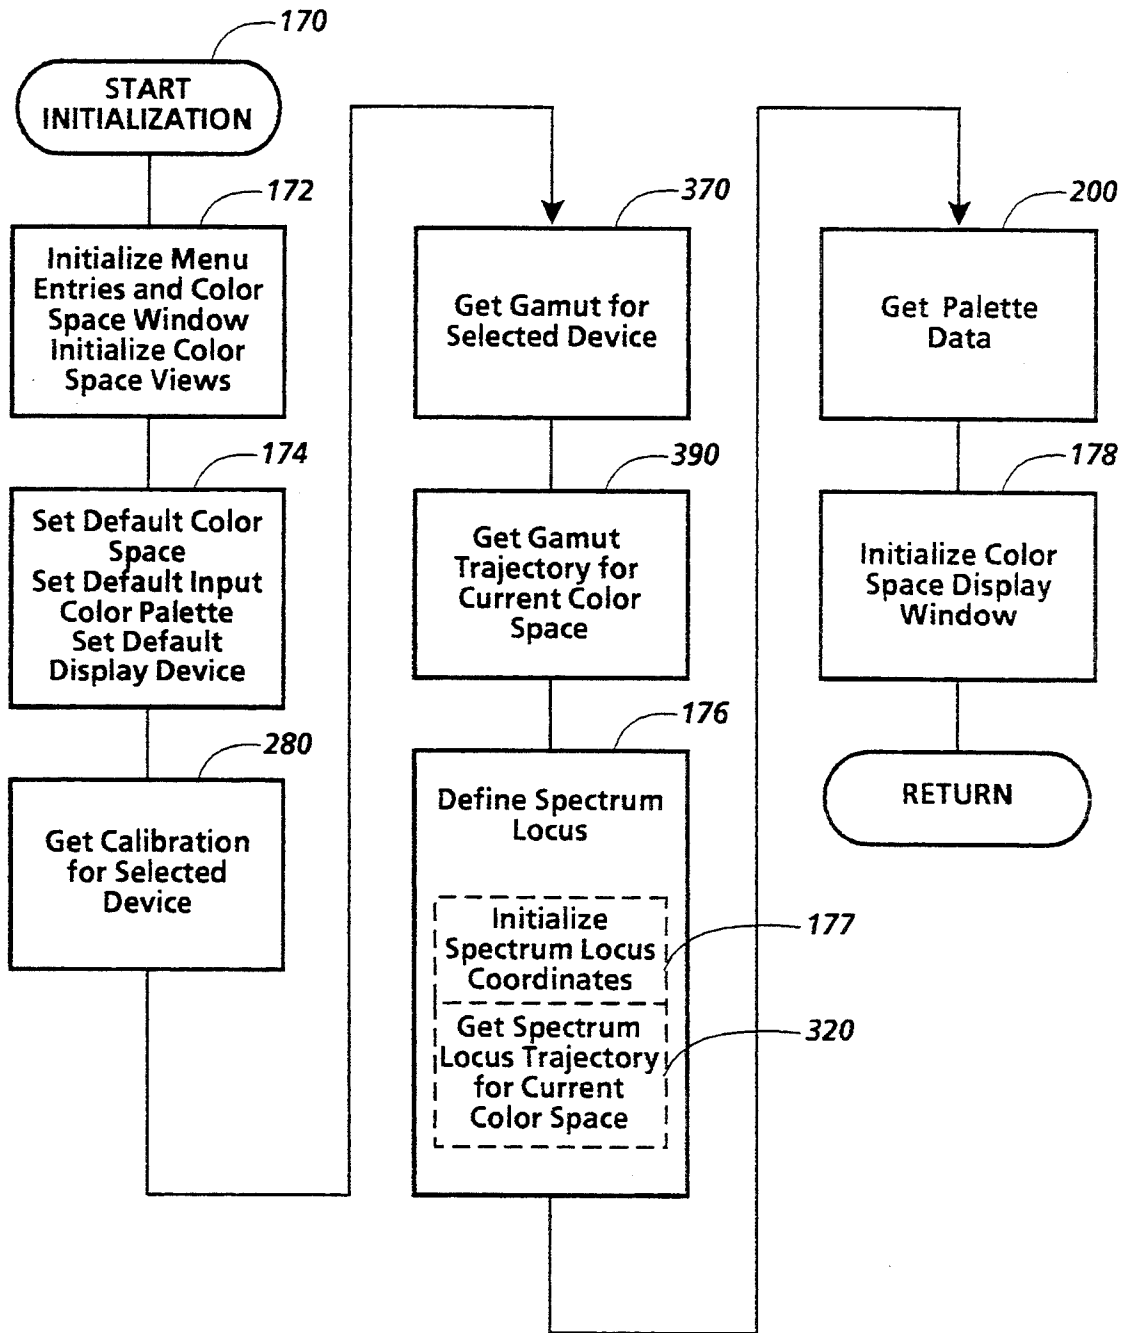 170
START
INITIALIZATION
172
Initialize Menu
Entries and Color
Space Window
Initialize Color
Space Views
174
Set Default Color
Space
Set Default Input
Color Palette
Set Default
Display Device
280
Get Calibration
for Selected
Device
370
Get Gamut for
Selected Device
390
Get Gamut
Trajectory for
Current Color
Space
176
Define Spectrum
Locus
Initialize
Spectrum Locus
Coordinates
177
Get Spectrum
Locus Trajectory
for Current
Color Space
320
200
Get Palette
Data
178
Initialize Color
Space Display
Window
RETURN